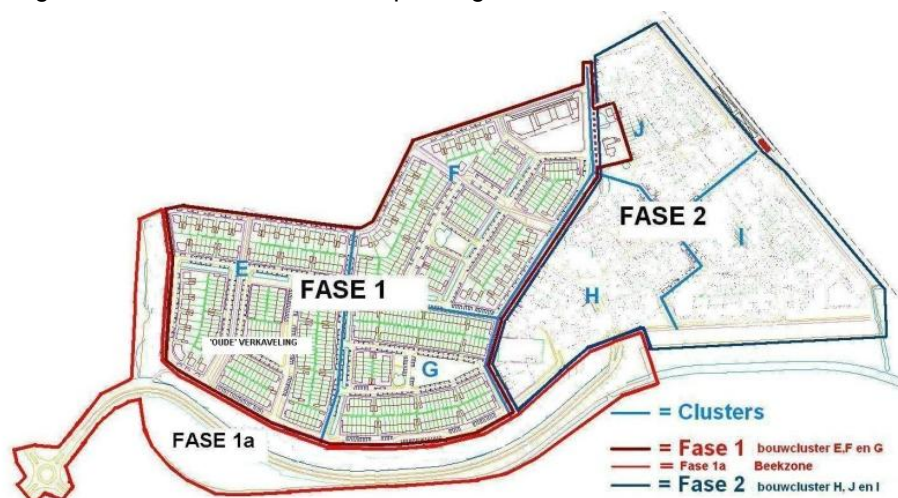 J
F
FASE 2
I
E
FASE 1
H
'OUDE' VERKAVELING
G
FASE 1a
= Clusters
= Fase 1 bouwcluster E,F en G
= Fase 1a Beekzone
= Fase 2 bouwcluster H, J en I